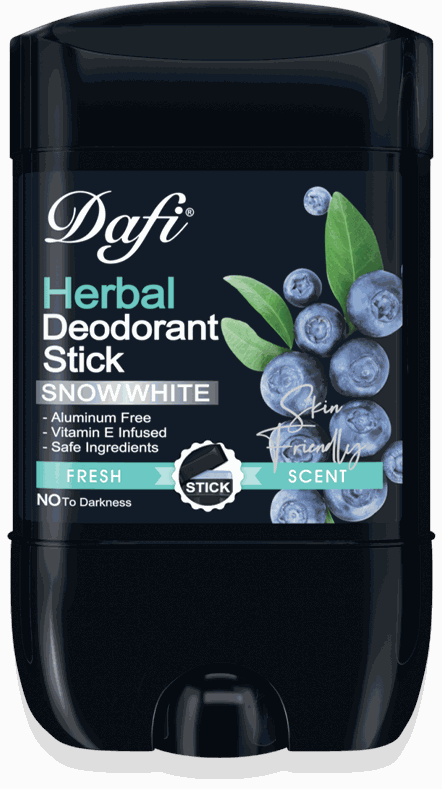 Dafi®
Herbal
Deodorant
Stick
SNOW WHITE
- Aluminum Free
- Vitamin E Infused
- Safe Ingredients
Skin
Friendly
FRESH
STICK
SCENT
NO To Darkness